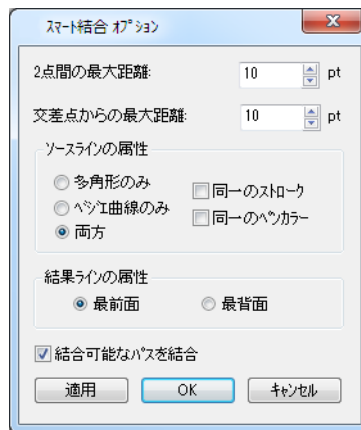 スマート結合 オプション
2点間の最大距離: 10 pt
交差点からの最大距離: 10 pt
ソースラインの属性
多角形のみ
ベジエ曲線のみ
両方
同一のストローク
同一のペンカラー
結果ラインの属性
最前面 最背面
結合可能なパスを結合
適用 OK キャンセル